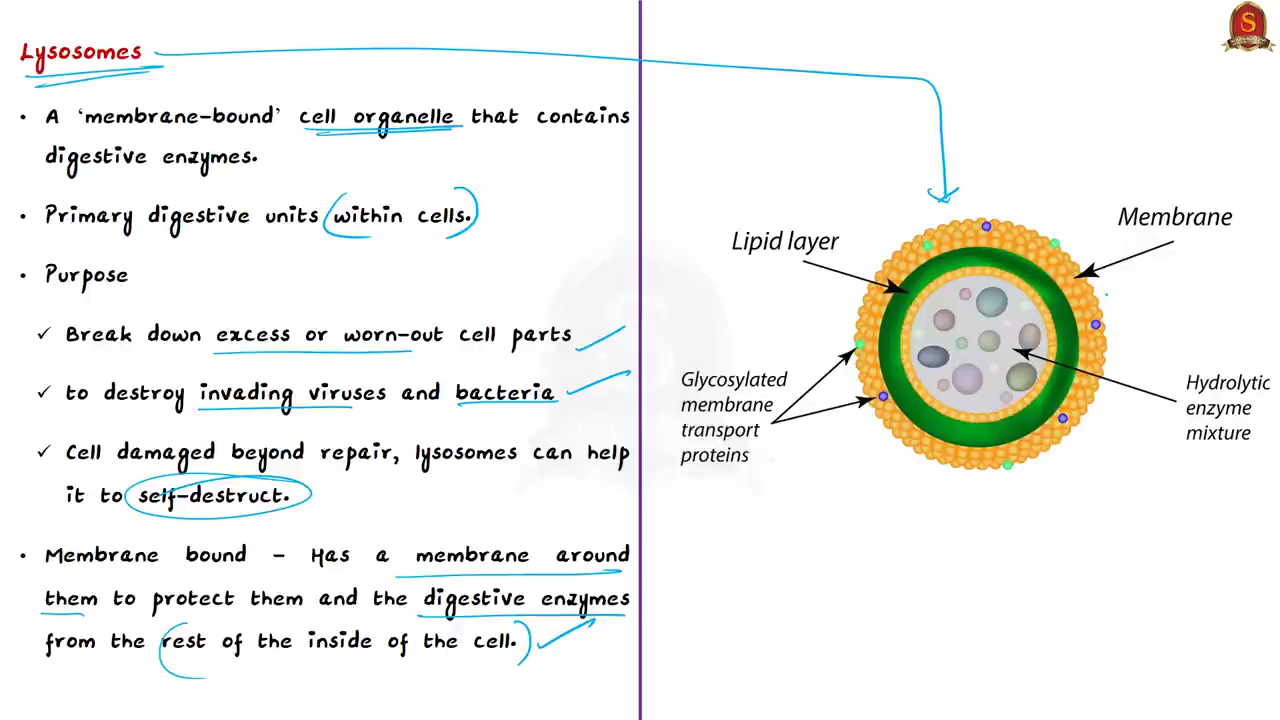 Lysosomes
• A ‘membrane-bound’ cell organelle that contains
digestive enzymes.
• Primary digestive units within cells.
• Purpose
✓ Break down excess or worn-out cell parts
✓ to destroy invading viruses and bacteria
✓ Cell damaged beyond repair, lysosomes can help
it to self-destruct.
• Membrane bound – Has a membrane around
them to protect them and the digestive enzymes
from the rest of the inside of the cell.
S
Membrane
Lipid layer
Glycosylated
membrane
transport
proteins
Hydrolytic
enzyme
mixture